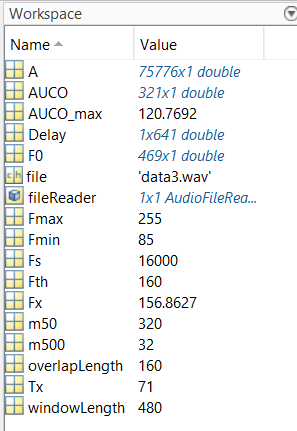 Workspace
Name Value
A 75776x1 double
AUCO 321x1 double
AUCO_max 120.7692
Delay 1x641 double
F0 469x1 double
file 'data3.wav'
fileReader 1x1 AudioFileRea...
Fmax 255
Fmin 85
Fs 16000
Fth 160
Fx 156.8627
m50 320
m500 32
overlapLength 160
Tx 71
windowLength 480